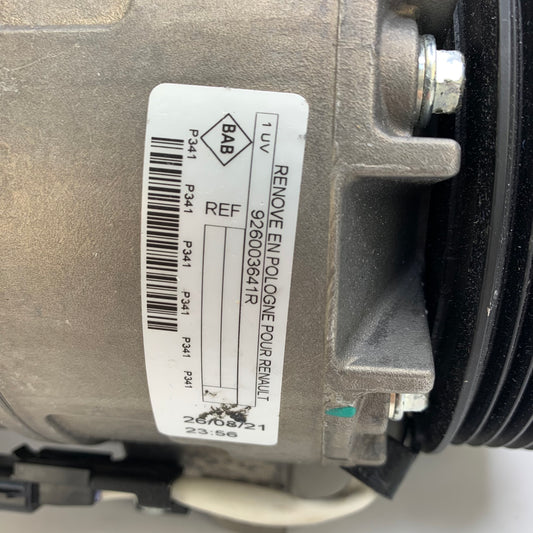 RENOVE EN POLOGNE POUR RENAULT
1 UV 926003641R
BAB
REF
P341 P341 P341 P341 P341 P341
26/08/21
23:56